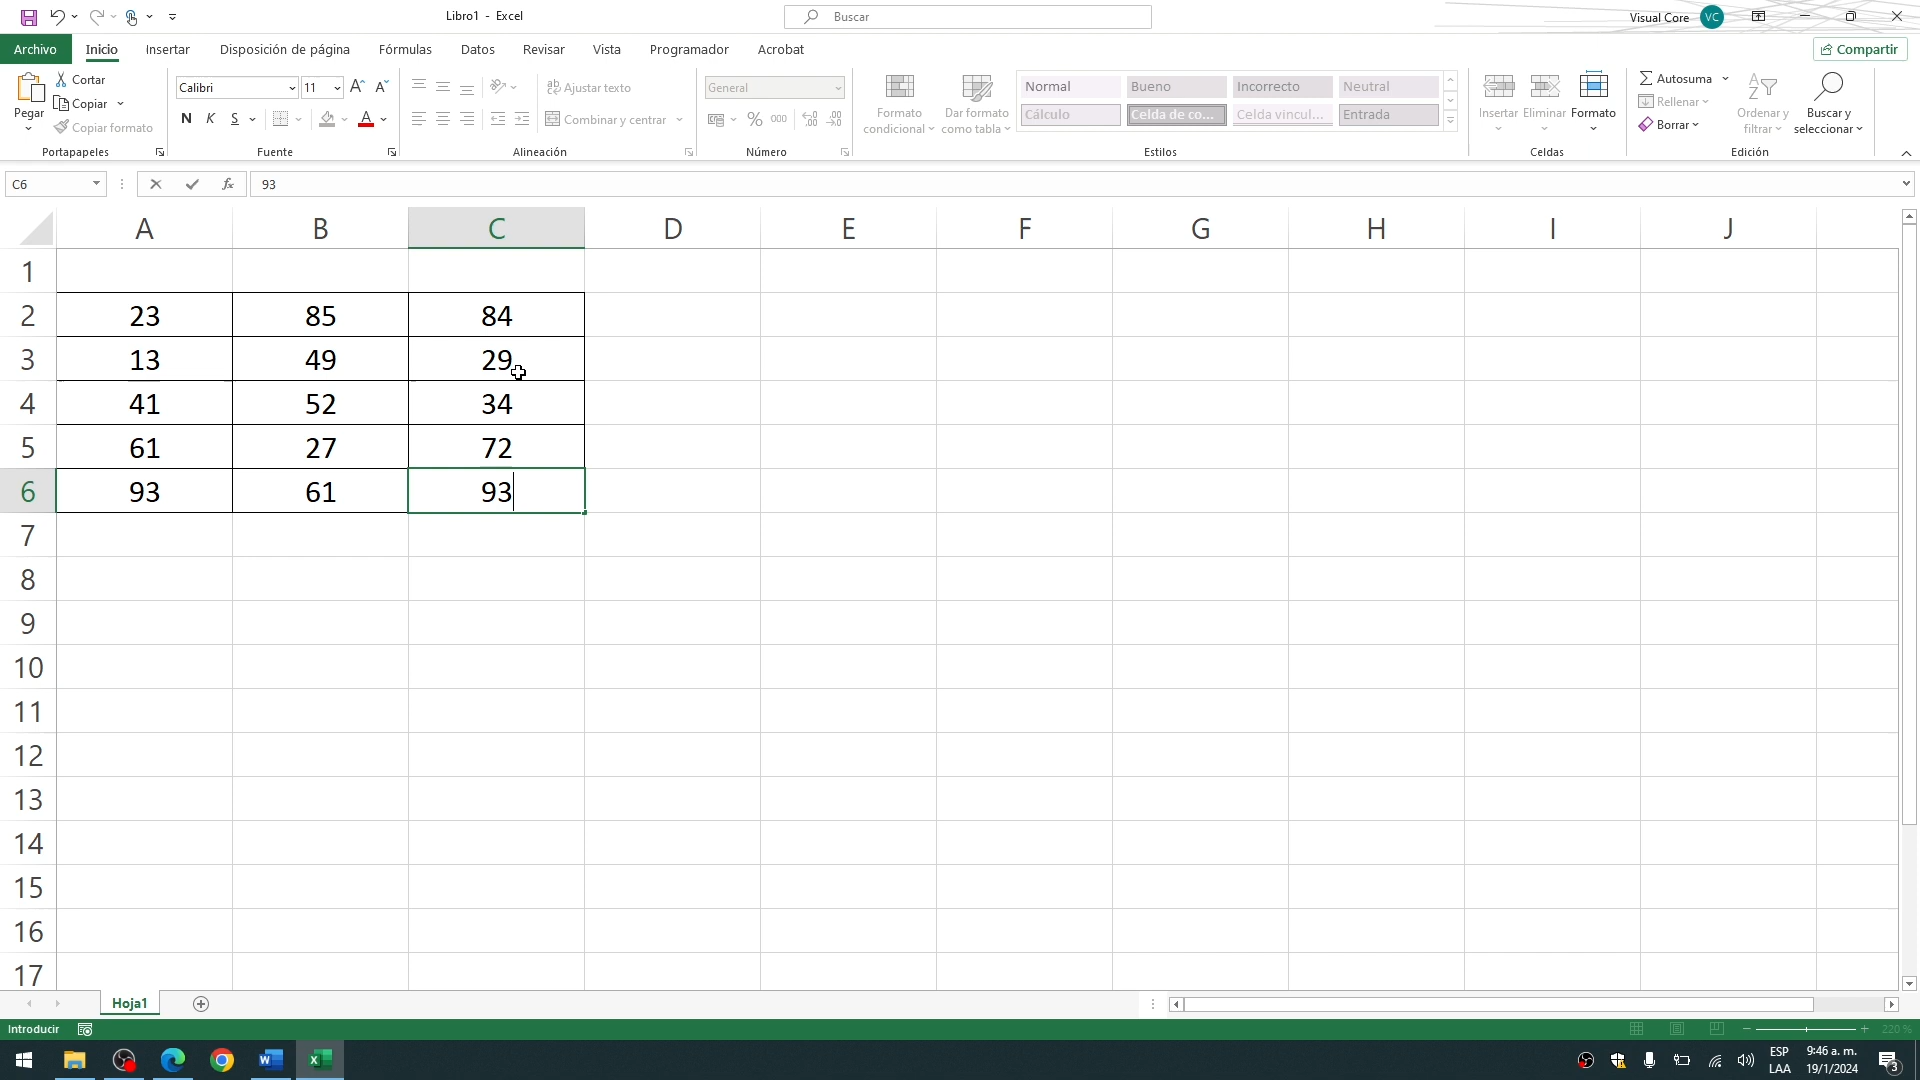 Libro1 - Excel
Buscar
Visual Core
VC
Archivo Inicio Insertar Disposición de página Fórmulas Datos Revisar Vista Programador Acrobat
Compartir
Pegar
Cortar
Copiar
Copiar formato
Portapapeles
Calibri 11
N K S
Fuente
Ajustar texto
Combinar y centrar
Alineación
General
% 000
Número
Formato condicional
Dar formato como tabla
Normal Bueno Incorrecto Neutral
Cálculo Celda de co... Celda vincul... Entrada
Estilos
Insertar Eliminar Formato
Celdas
Autosuma
Rellenar
Borrar
Ordenar y filtrar
Buscar y seleccionar
Edición
C6
fx
93
A B C D E F G H I J
1
2 23 85 84
3 13 49 29
4 41 52 34
5 61 27 72
6 93 61 93
7
8
9
10
11
12
13
14
15
16
17
Hoja1
Introducir
220 %
ESP
LAA
9:46 a. m.
19/1/2024
3